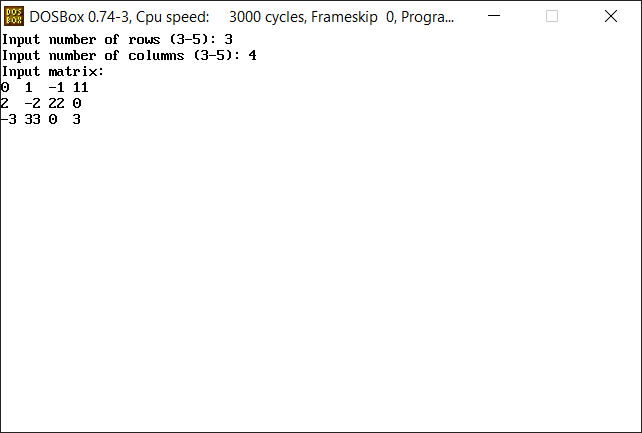 DOS
BOX
DOSBox 0.74-3, Cpu speed:    3000 cycles, Frameskip  0, Progra...
Input number of rows (3-5): 3
Input number of columns (3-5): 4
Input matrix:
0  1  -1 11
2  -2 22 0
-3 33 0  3